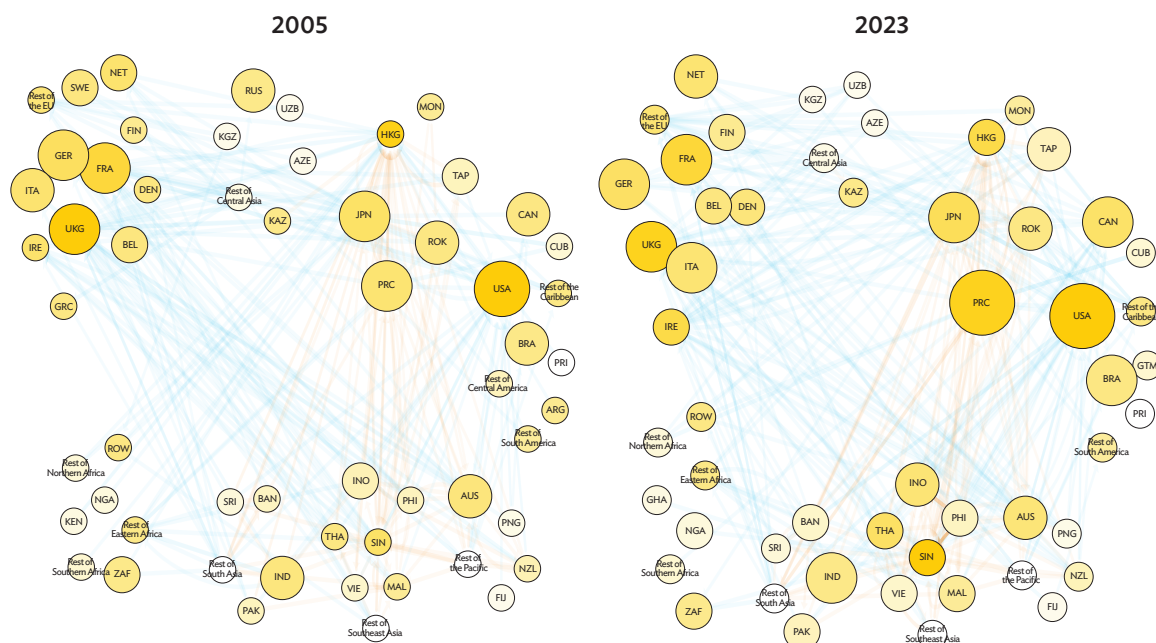 2005
2023
NET
SWE
Rest of
the EU
RUS
UZB
MON
FIN
KGZ
HKG
GER
FRA
AZE
TAP
ITA
DEN
Rest of
Central Asia
JPN
CAN
KAZ
UKG
IRE
BEL
ROK
CUB
PRC
USA
Rest of the
Caribbean
GRC
BRA
PRI
Rest of
Central America
ARG
Rest of
South America
ROW
Rest of
Northern Africa
INO
NGA
SRI
BAN
PHI
AUS
KEN
Rest of
Eastern Africa
PNG
THA
SIN
Rest of
Southern Africa
ZAF
Rest of
South Asia
IND
Rest of
the Pacific
NZL
VIE
MAL
PAK
FIJ
Rest of
Southeast Asia
NET
UZB
KGZ
Rest of
the EU
AZE
MON
FIN
HKG
TAP
FRA
Rest of
Central Asia
GER
KAZ
BEL
DEN
JPN
ROK
CAN
UKG
ITA
CUB
PRC
USA
Rest of the
Caribbean
IRE
GTM
BRA
PRI
ROW
Rest of
Northern Africa
Rest of
South America
Rest of
Eastern Africa
INO
GHA
NGA
BAN
THA
PHI
AUS
PNG
SRI
SIN
Rest of
Southern Africa
IND
Rest of
the Pacific
NZL
Rest of
South Asia
VIE
MAL
ZAF
FIJ
PAK
Rest of
Southeast Asia